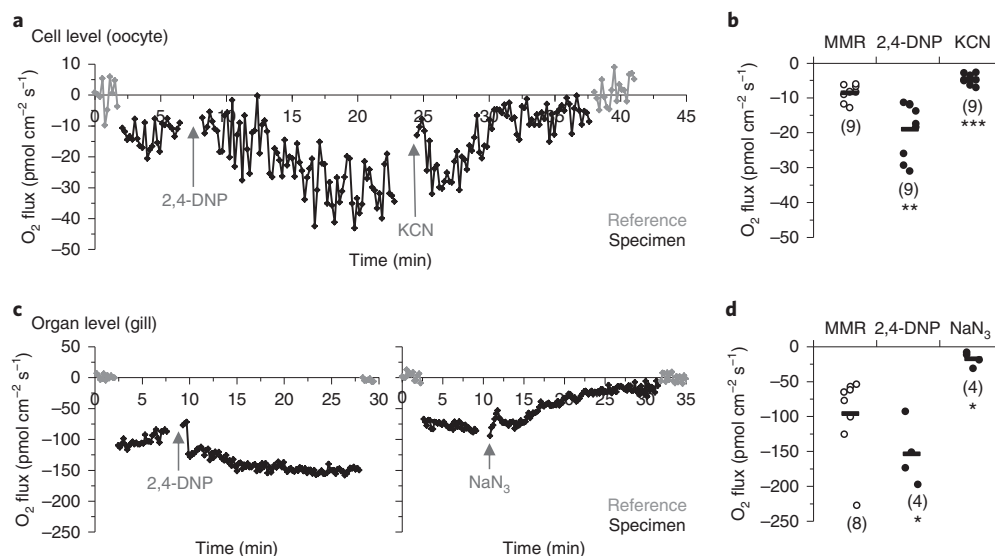 a
Cell level (oocyte)
O₂ flux (pmol cm⁻² s⁻¹)
10
0
–10
–20
–30
–40
–50
0 5 10 15 20 25 30 35 40 45
2,4-DNP
KCN
Reference
Specimen
Time (min)
b
MMR 2,4-DNP KCN
O₂ flux (pmol cm⁻² s⁻¹)
0
–10
–20
–30
–40
–50
(9)
(9)
**
(9)
***
c
Organ level (gill)
O₂ flux (pmol cm⁻² s⁻¹)
50
0
–50
–100
–150
–200
–250
0 5 10 15 20 25 30
2,4-DNP
Time (min)
0 5 10 15 20 25 30 35
NaN₃
Reference
Specimen
Time (min)
d
MMR 2,4-DNP NaN₃
O₂ flux (pmol cm⁻² s⁻¹)
0
–50
–100
–150
–200
–250
(8)
(4)
*
(4)
*